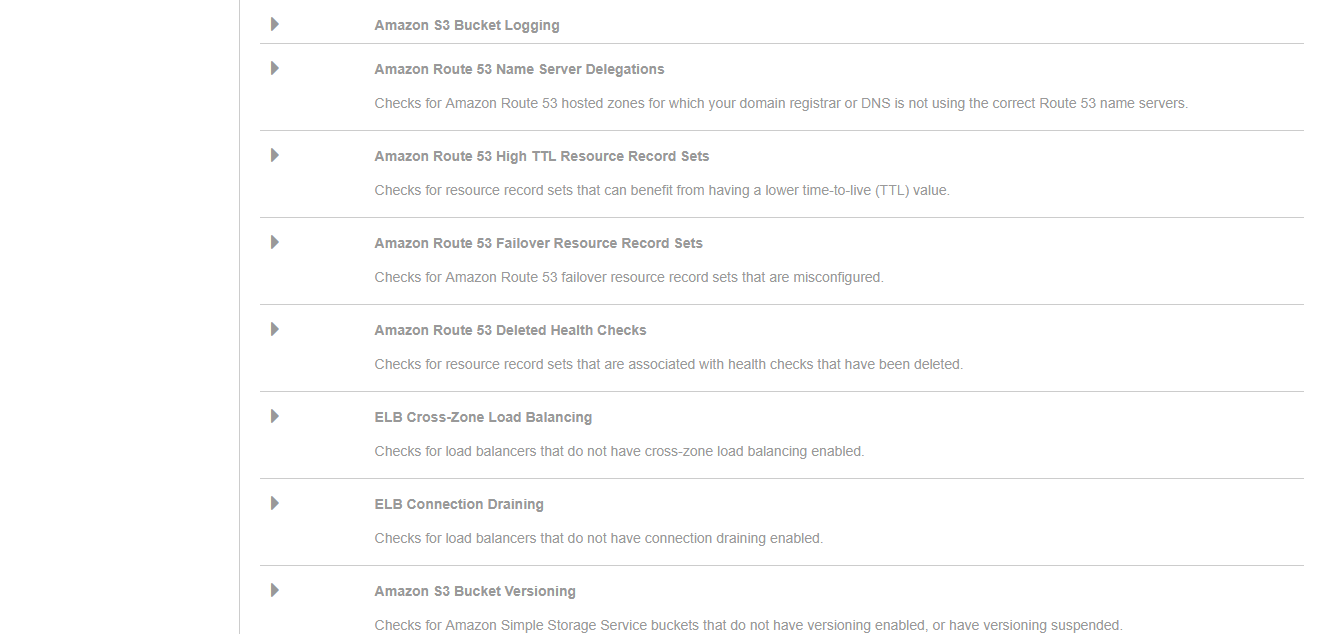 Amazon S3 Bucket Logging
Amazon Route 53 Name Server Delegations
Checks for Amazon Route 53 hosted zones for which your domain registrar or DNS is not using the correct Route 53 name servers.
Amazon Route 53 High TTL Resource Record Sets
Checks for resource record sets that can benefit from having a lower time-to-live (TTL) value.
Amazon Route 53 Failover Resource Record Sets
Checks for Amazon Route 53 failover resource record sets that are misconfigured.
Amazon Route 53 Deleted Health Checks
Checks for resource record sets that are associated with health checks that have been deleted.
ELB Cross-Zone Load Balancing
Checks for load balancers that do not have cross-zone load balancing enabled.
ELB Connection Draining
Checks for load balancers that do not have connection draining enabled.
Amazon S3 Bucket Versioning
Checks for Amazon Simple Storage Service buckets that do not have versioning enabled, or have versioning suspended.